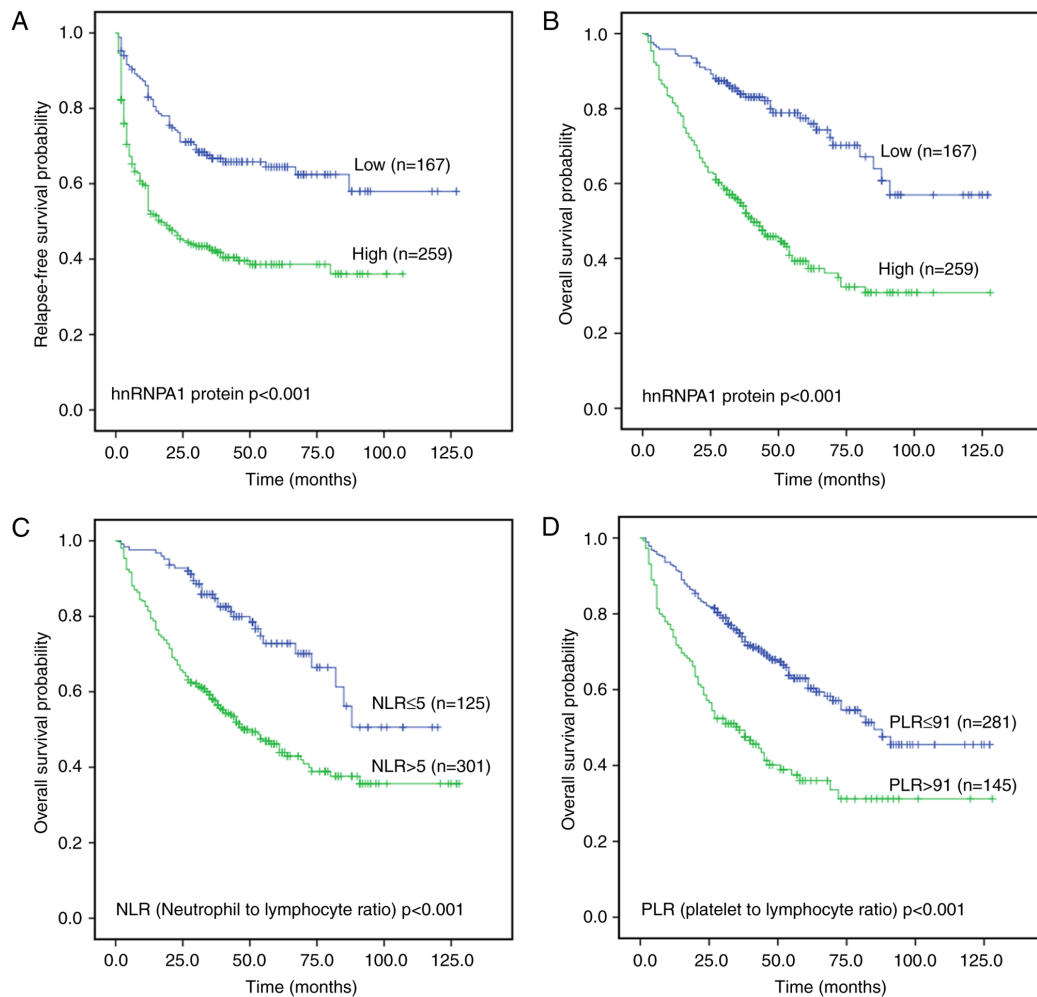 A
Relapse-free survival probability
1.0
0.8
0.6
0.4
0.2
0.0
Low (n=167)
High (n=259)
hnRNPA1 protein p<0.001
0.0 25.0 50.0 75.0 100.0 125.0
Time (months)
B
Overall survival probability
1.0
0.8
0.6
0.4
0.2
0.0
Low (n=167)
High (n=259)
hnRNPA1 protein p<0.001
0.0 25.0 50.0 75.0 100.0 125.0
Time (months)
C
Overall survival probability
1.0
0.8
0.6
0.4
0.2
0.0
NLR≤5 (n=125)
NLR>5 (n=301)
NLR (Neutrophil to lymphocyte ratio) p<0.001
0.0 25.0 50.0 75.0 100.0 125.0
Time (months)
D
Overall survival probability
1.0
0.8
0.6
0.4
0.2
0.0
PLR≤91 (n=281)
PLR>91 (n=145)
PLR (platelet to lymphocyte ratio) p<0.001
0.0 25.0 50.0 75.0 100.0 125.0
Time (months)